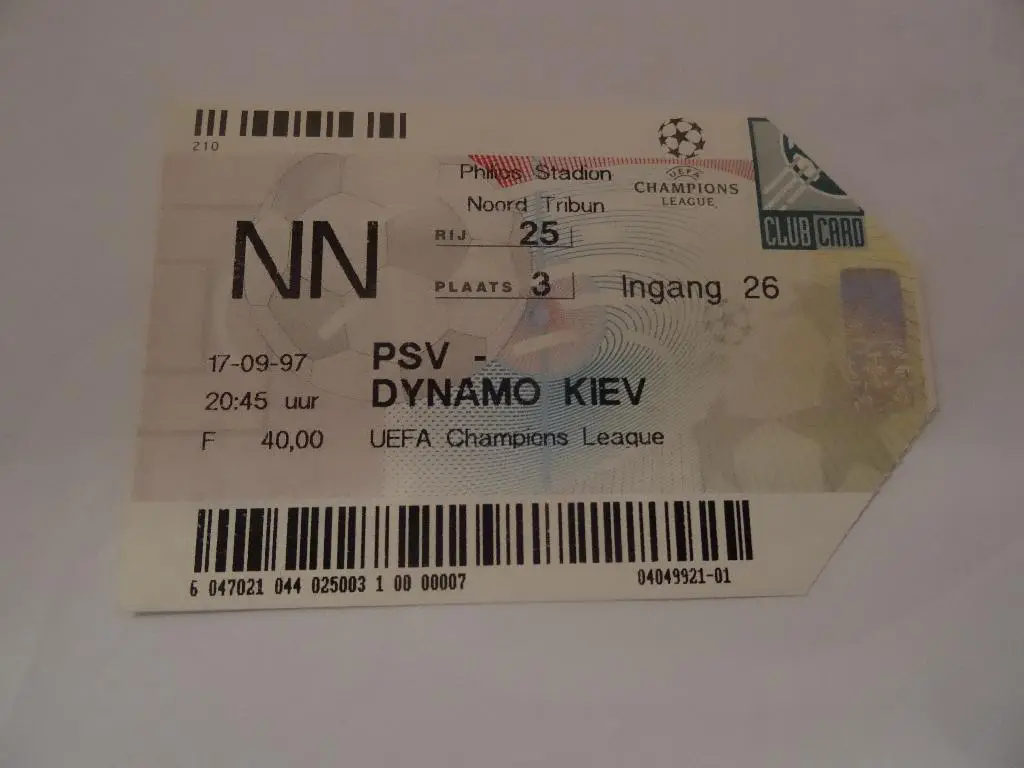 210
Philips Stadion
Noord Tribun
UEFA
CHAMPIONS
LEAGUE
CLUB CARD
NN
RIJ 25
PLAATS 3
Ingang 26
17-09-97
PSV -
20:45 uur
DYNAMO KIEV
F 40,00
UEFA Champions Leaque
6 047021 044 025003 1 00 00007
04049921-01